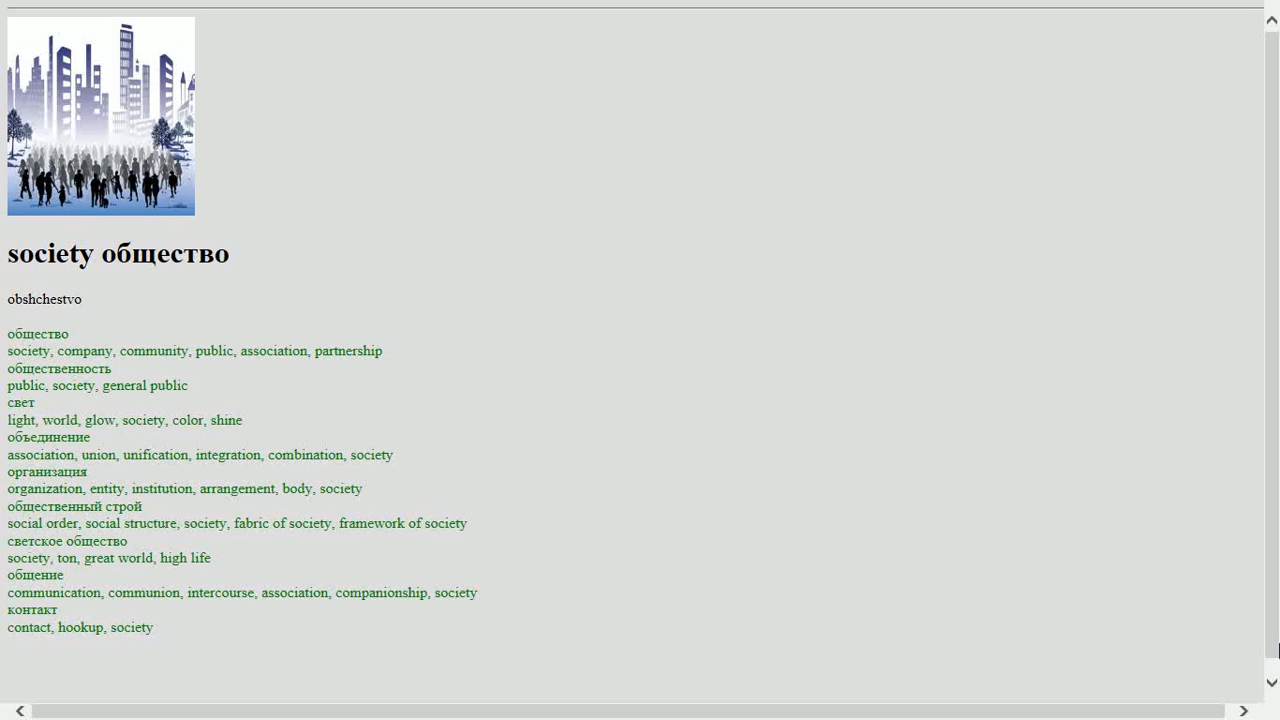 society общество
obshchestvo
общество
society, company, community, public, association, partnership
общественность
public, society, general public
свет
light, world, glow, society, color, shine
объединение
association, union, unification, integration, combination, society
организация
organization, entity, institution, arrangement, body, society
общественный строй
social order, social structure, society, fabric of society, framework of society
светское общество
society, ton, great world, high life
общение
communication, communion, intercourse, association, companionship, society
контакт
contact, hookup, society